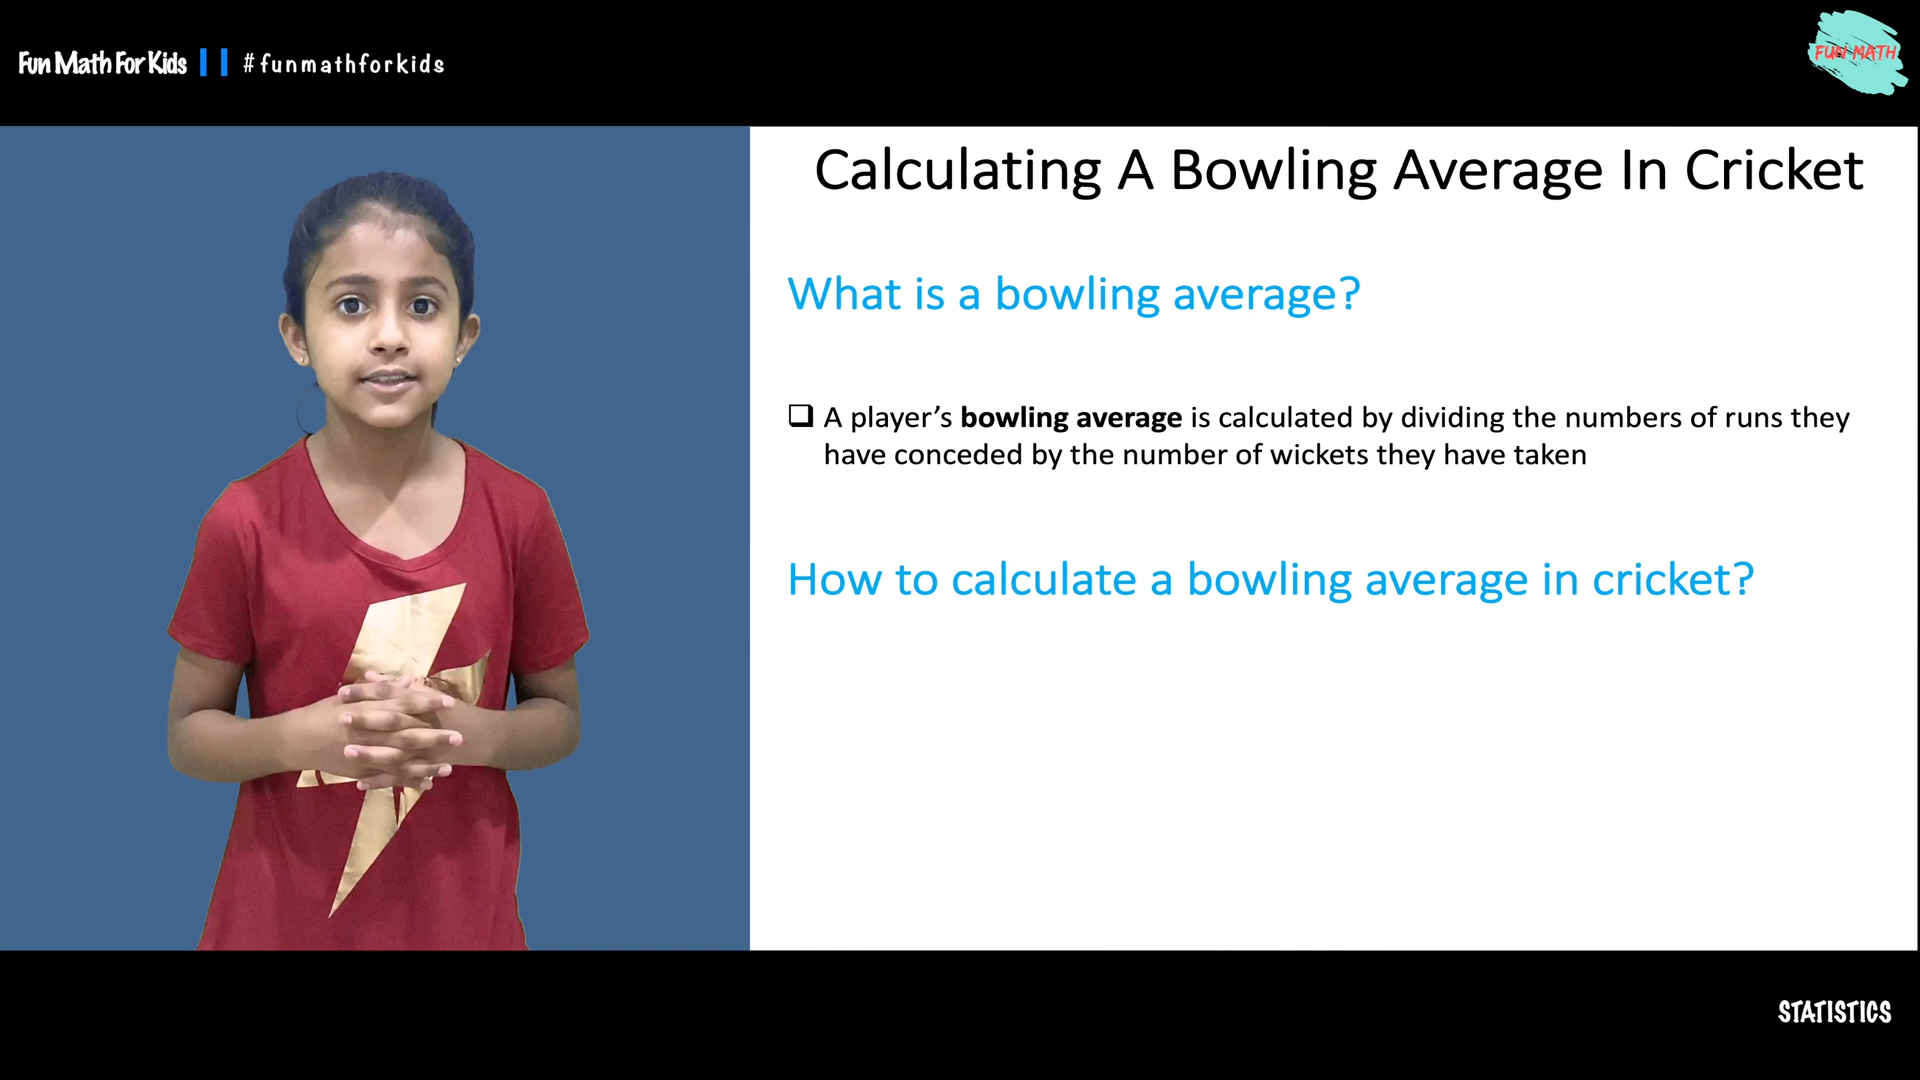 Fun Math For Kids || #funmathforkids
FUN MATH
Calculating A Bowling Average In Cricket
What is a bowling average?
❑ A player’s bowling average is calculated by dividing the numbers of runs they
have conceded by the number of wickets they have taken
How to calculate a bowling average in cricket?
STATISTICS